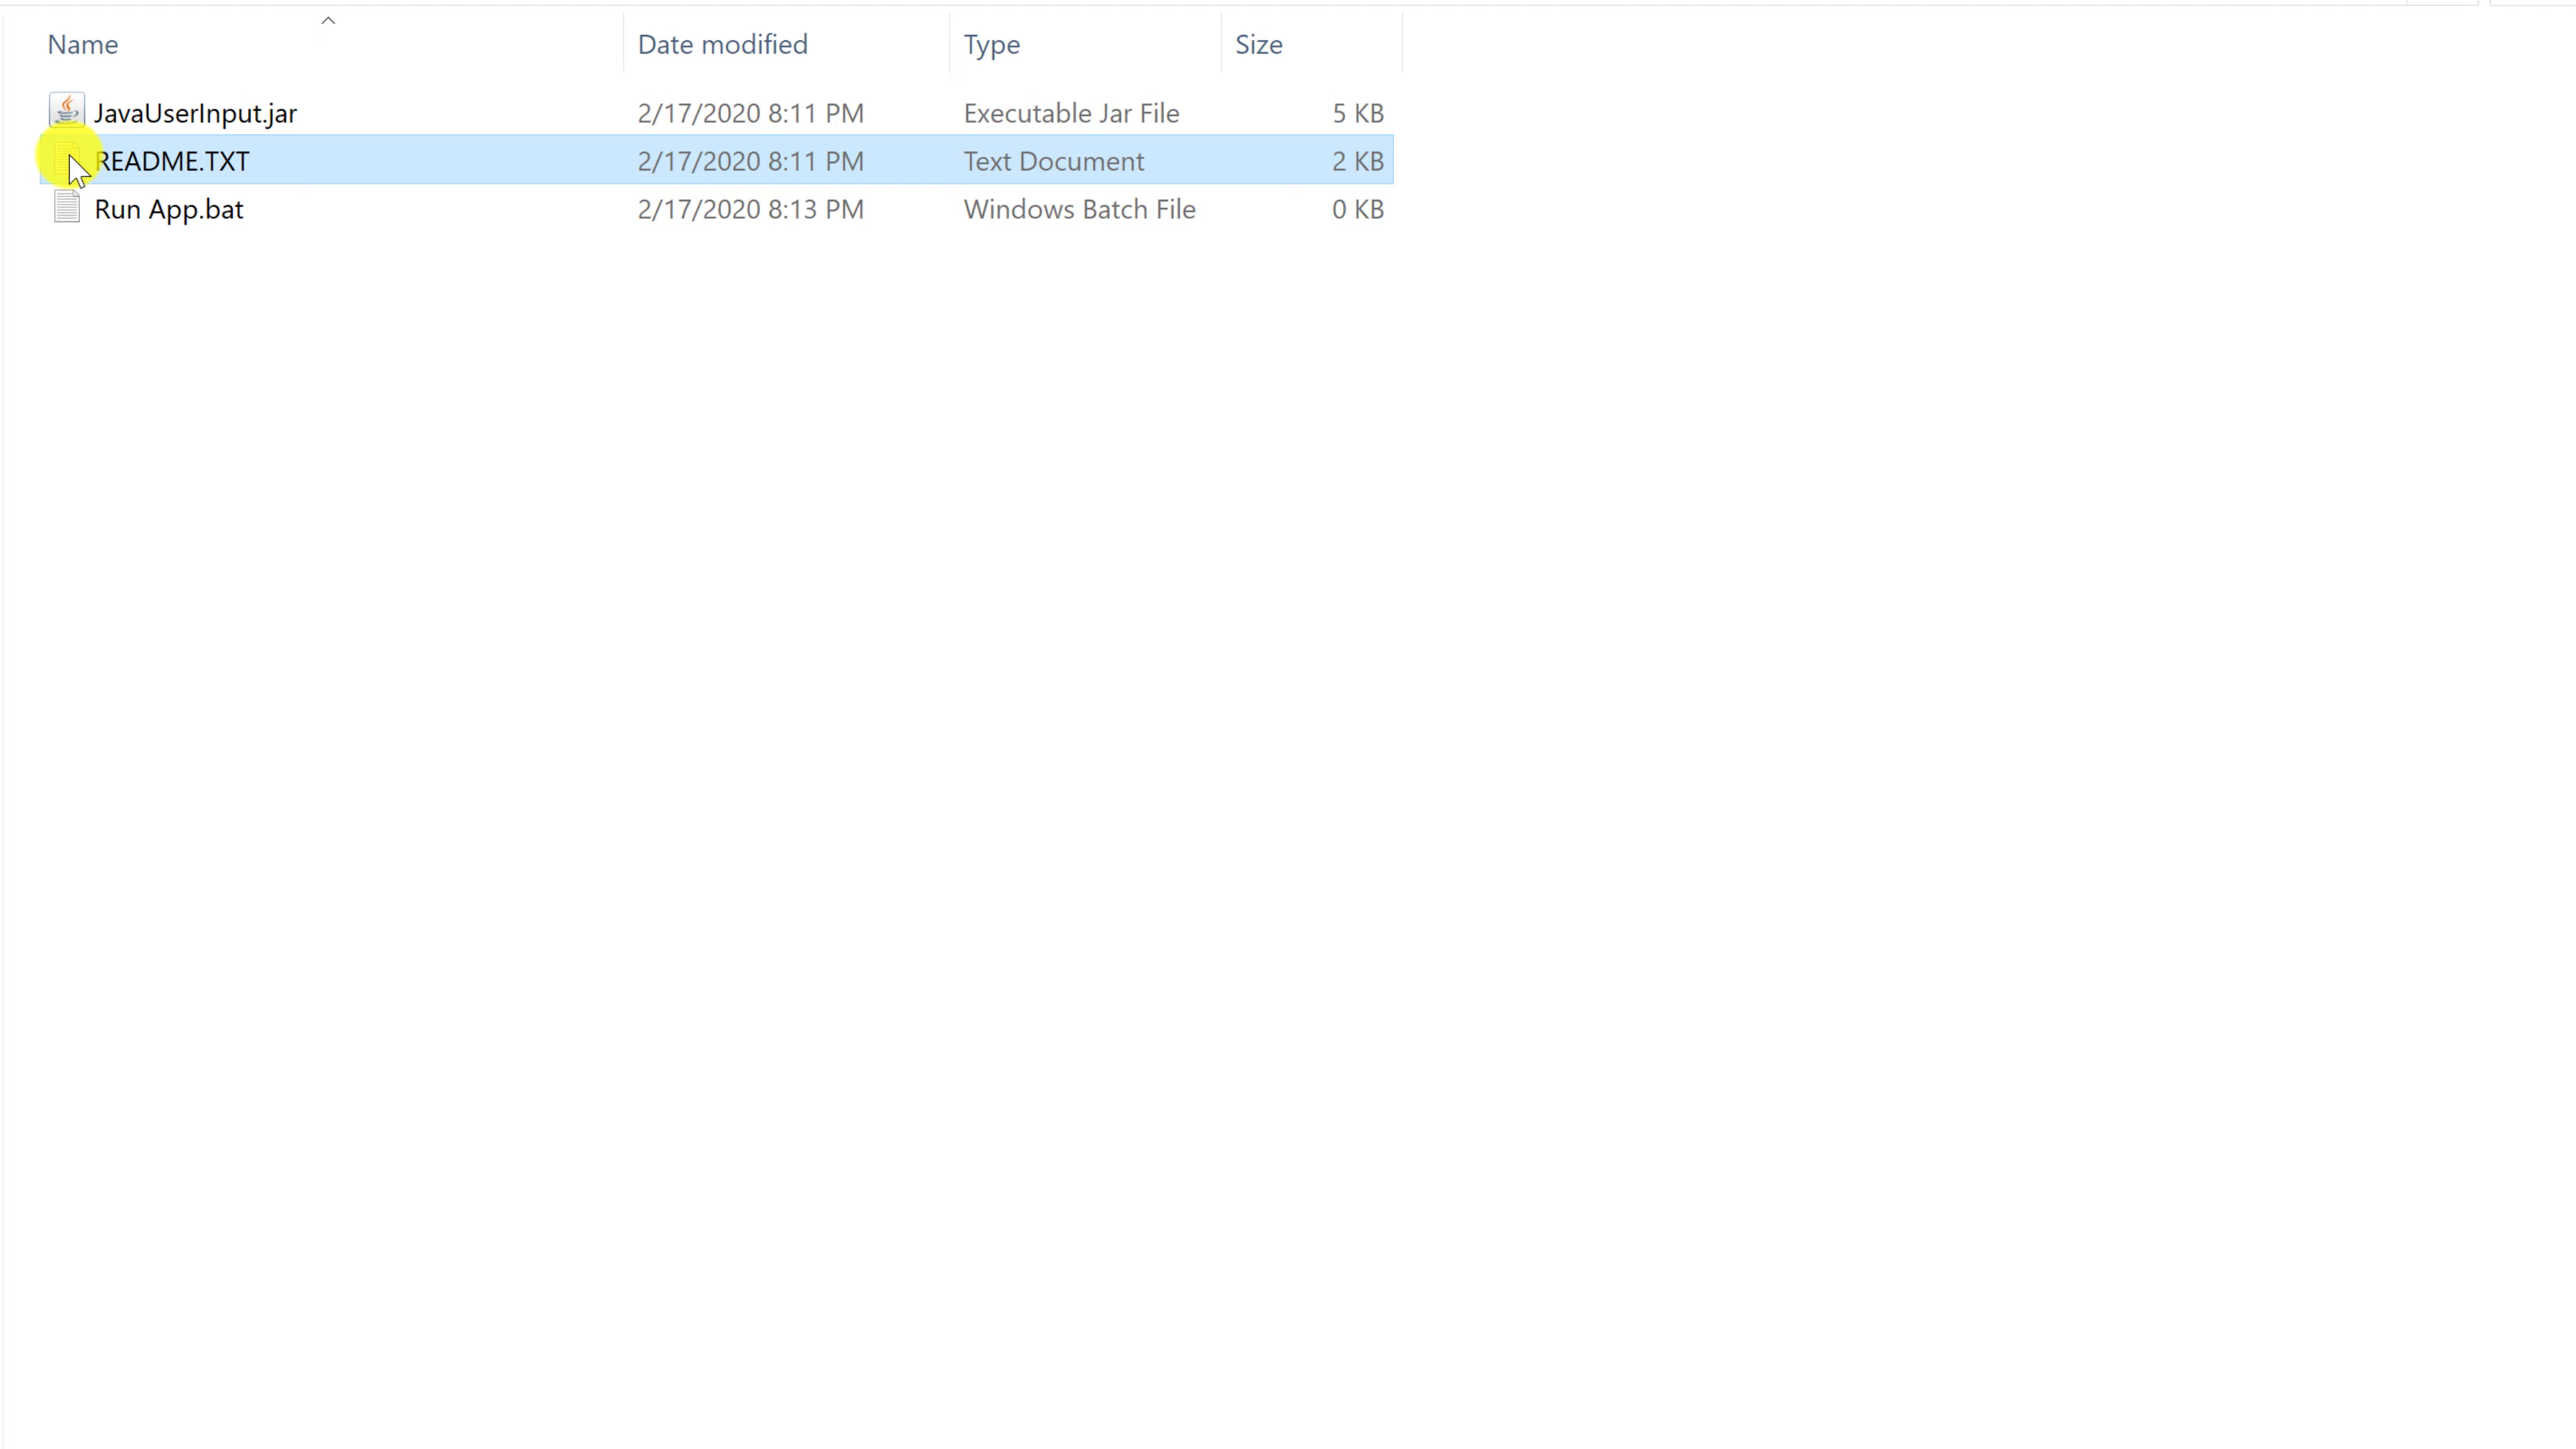 Name Date modified Type Size
JavaUserInput.jar 2/17/2020 8:11 PM Executable Jar File 5 KB
README.TXT 2/17/2020 8:11 PM Text Document 2 KB
Run App.bat 2/17/2020 8:13 PM Windows Batch File 0 KB